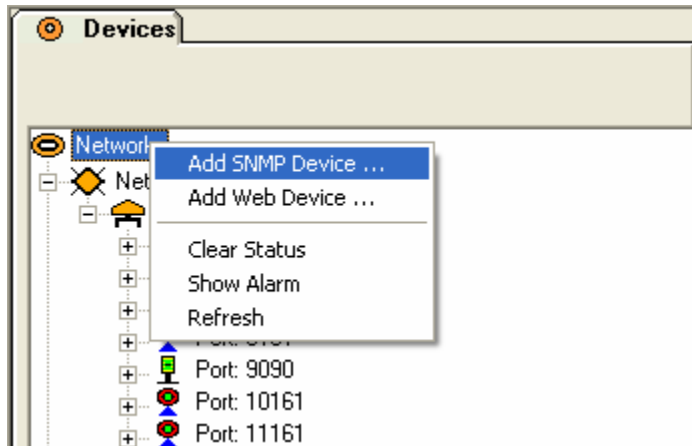 Devices
Network
Add SNMP Device ...
Net
Add Web Device ...
Clear Status
Show Alarm
Refresh
Port: 9090
Port: 10161
Port: 11161